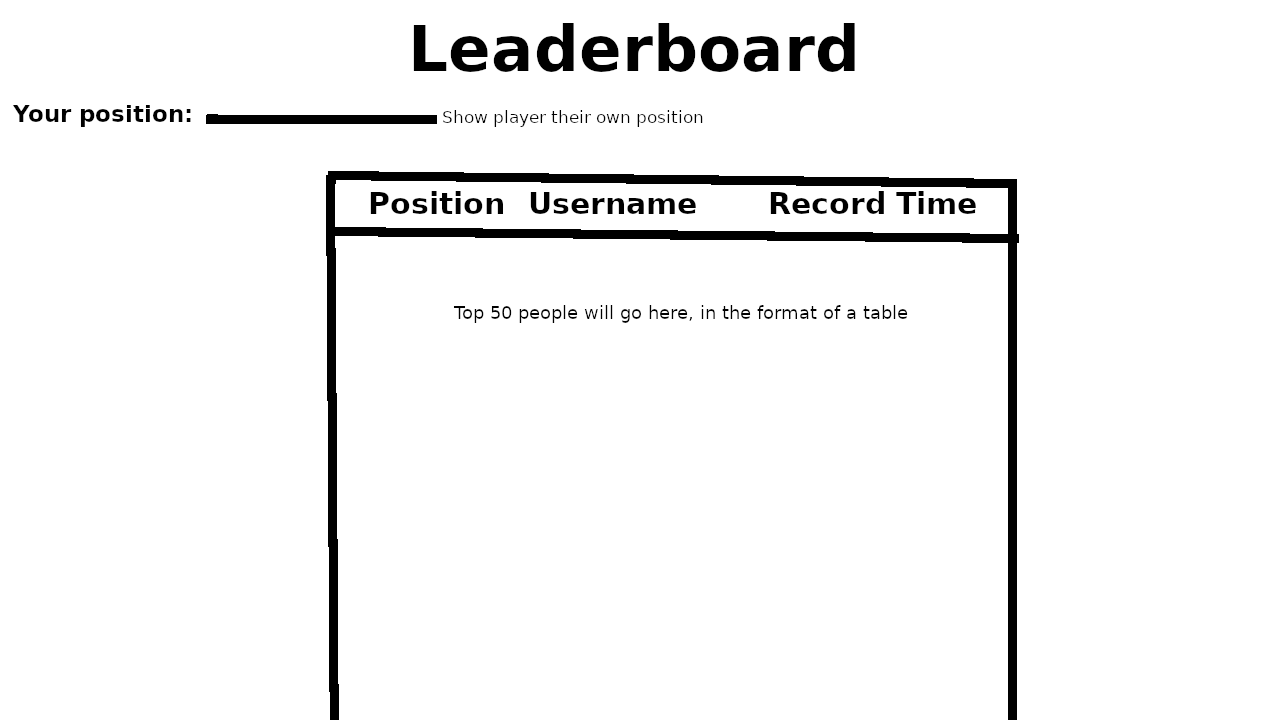 Leaderboard
Your position: Show player their own position
Position Username Record Time
Top 50 people will go here, in the format of a table